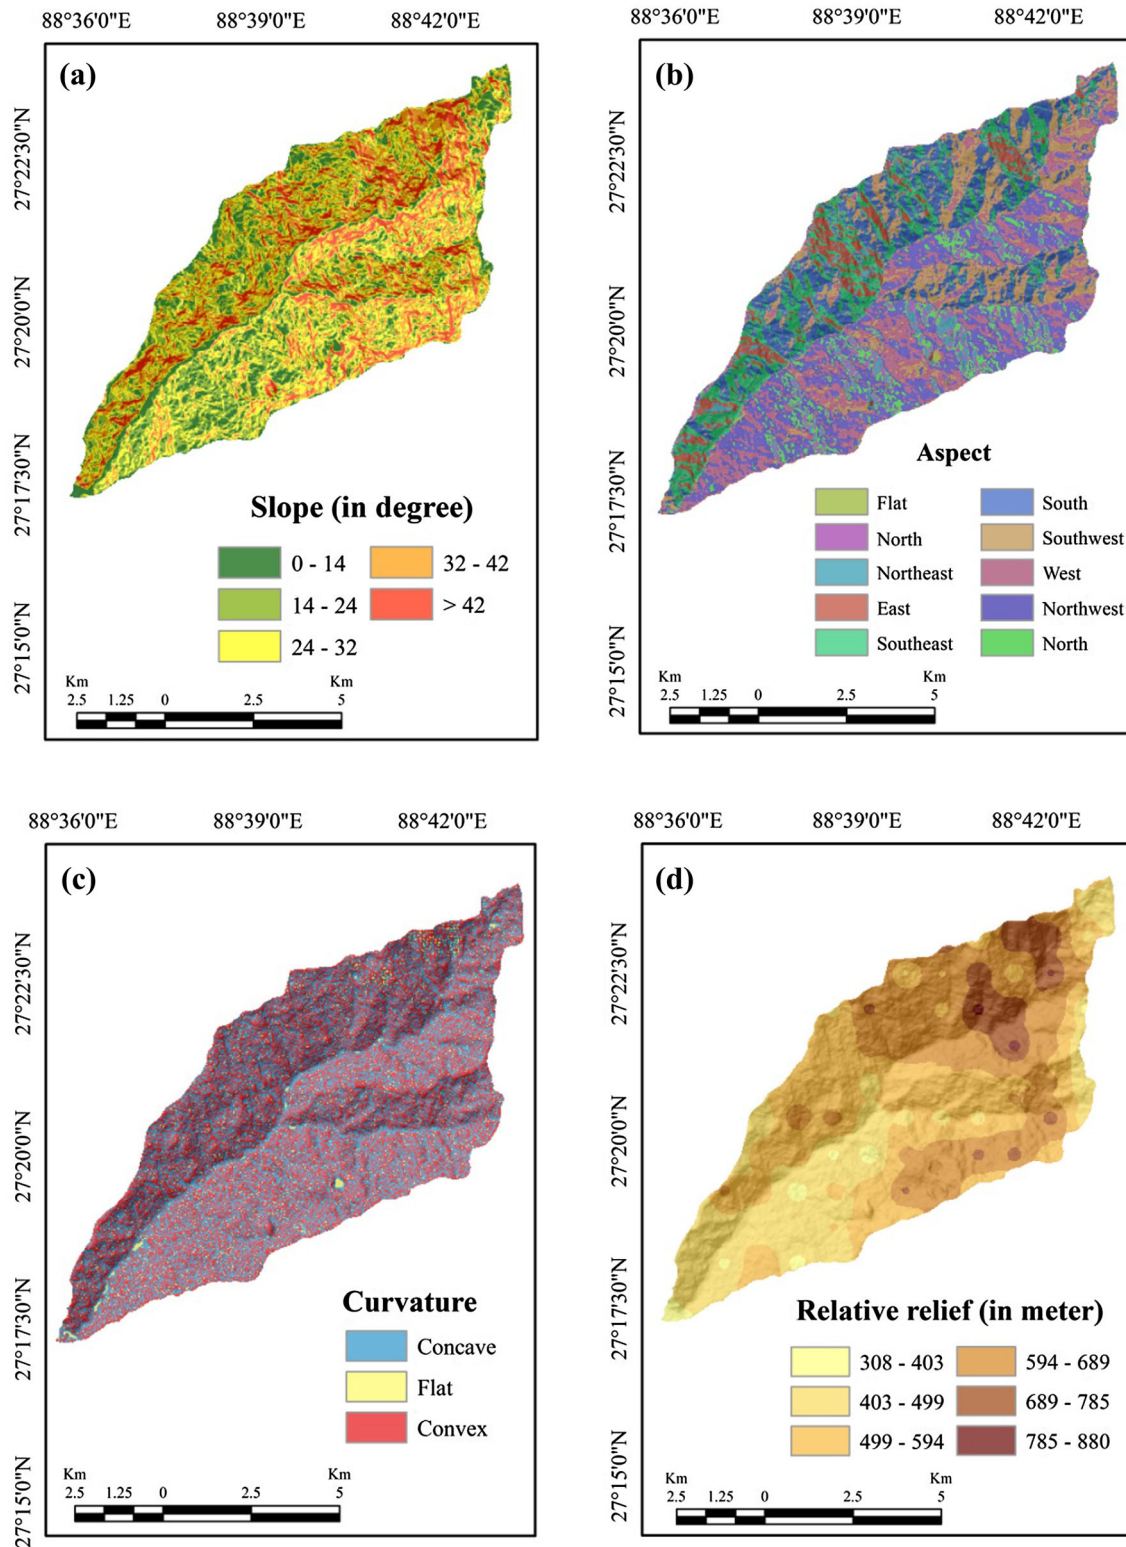 88°36'0"E 88°39'0"E 88°42'0"E
(a)
27°22'30"N
27°20'0"N
27°17'30"N
27°15'0"N
Slope (in degree)
0 - 14 32 - 42
14 - 24 > 42
24 - 32
Km
2.5 1.25 0 2.5 5
88°36'0"E 88°39'0"E 88°42'0"E
(b)
27°22'30"N
27°20'0"N
27°17'30"N
27°15'0"N
Aspect
Flat South
North Southwest
Northeast West
East Northwest
Southeast North
Km Km
2.5 1.25 0 2.5 5
88°36'0"E 88°39'0"E 88°42'0"E
(c)
27°22'30"N
27°20'0"N
27°17'30"N
27°15'0"N
Curvature
Concave
Flat
Convex
Km
2.5 1.25 0 2.5 5
88°36'0"E 88°39'0"E 88°42'0"E
(d)
27°22'30"N
27°20'0"N
27°17'30"N
27°15'0"N
Relative relief (in meter)
308 - 403 594 - 689
403 - 499 689 - 785
499 - 594 785 - 880
Km Km
2.5 1.25 0 2.5 5